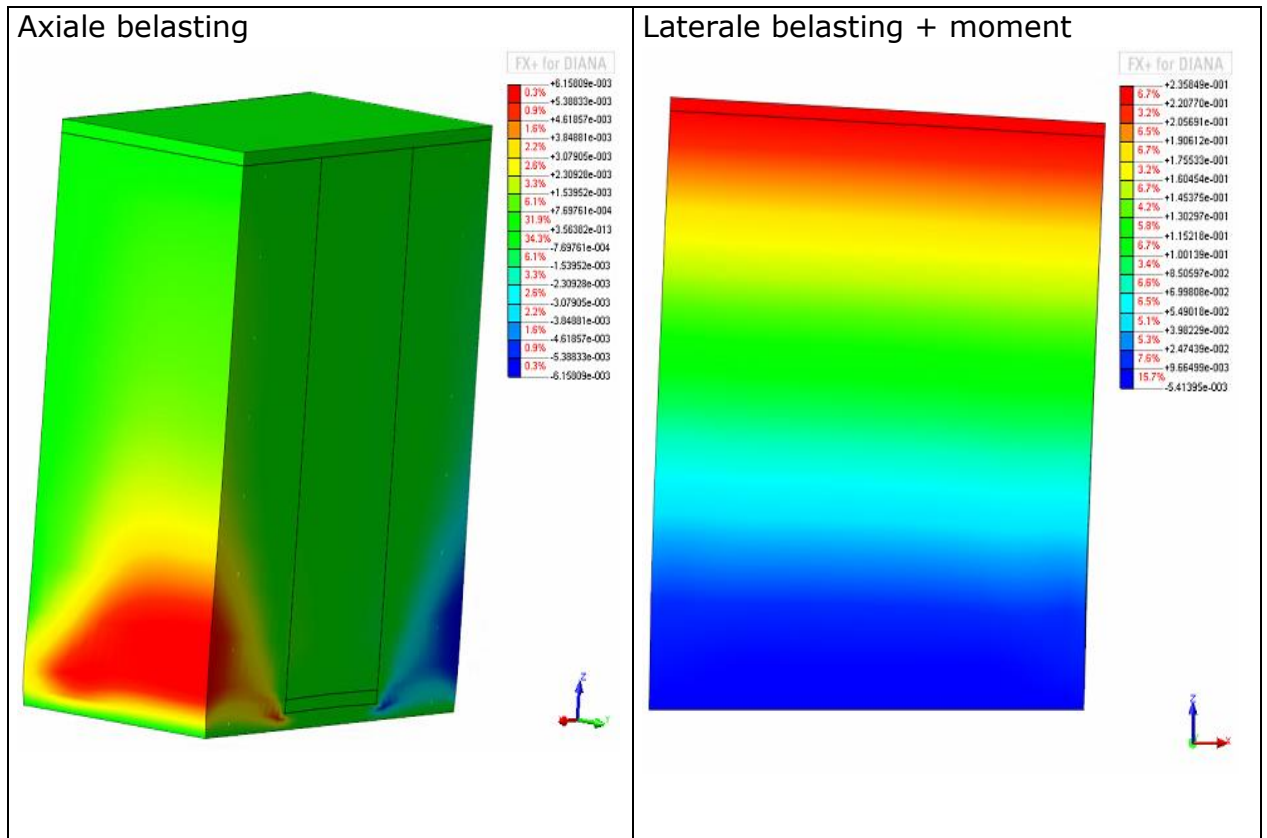 Axiale belasting
FX+ for DIANA
+6.15809e-003
0.3%
+5.38833e-003
0.9%
+4.61857e-003
1.6%
+3.84881e-003
2.2%
+3.07905e-003
2.6%
+2.30928e-003
3.3%
+1.53952e-003
6.1%
+7.69761e-004
31.9%
+3.56382e-013
34.3%
-7.69761e-004
6.1%
-1.53952e-003
3.3%
-2.30928e-003
2.6%
-3.07905e-003
2.2%
-3.84881e-003
1.6%
-4.61857e-003
0.9%
-5.38833e-003
0.3%
-6.15809e-003
Z
Y
Laterale belasting + moment
FX+ for DIANA
+2.35849e-001
6.7%
+2.20770e-001
3.2%
+2.05691e-001
6.5%
+1.90612e-001
6.7%
+1.75533e-001
3.2%
+1.60454e-001
6.7%
+1.45375e-001
4.2%
+1.30297e-001
5.8%
+1.15218e-001
6.7%
+1.00139e-001
3.4%
+8.50597e-002
6.6%
+6.99808e-002
6.5%
+5.49018e-002
5.1%
+3.98229e-002
5.3%
+2.47439e-002
7.6%
+9.66499e-003
15.7%
-5.41395e-003
Z
X